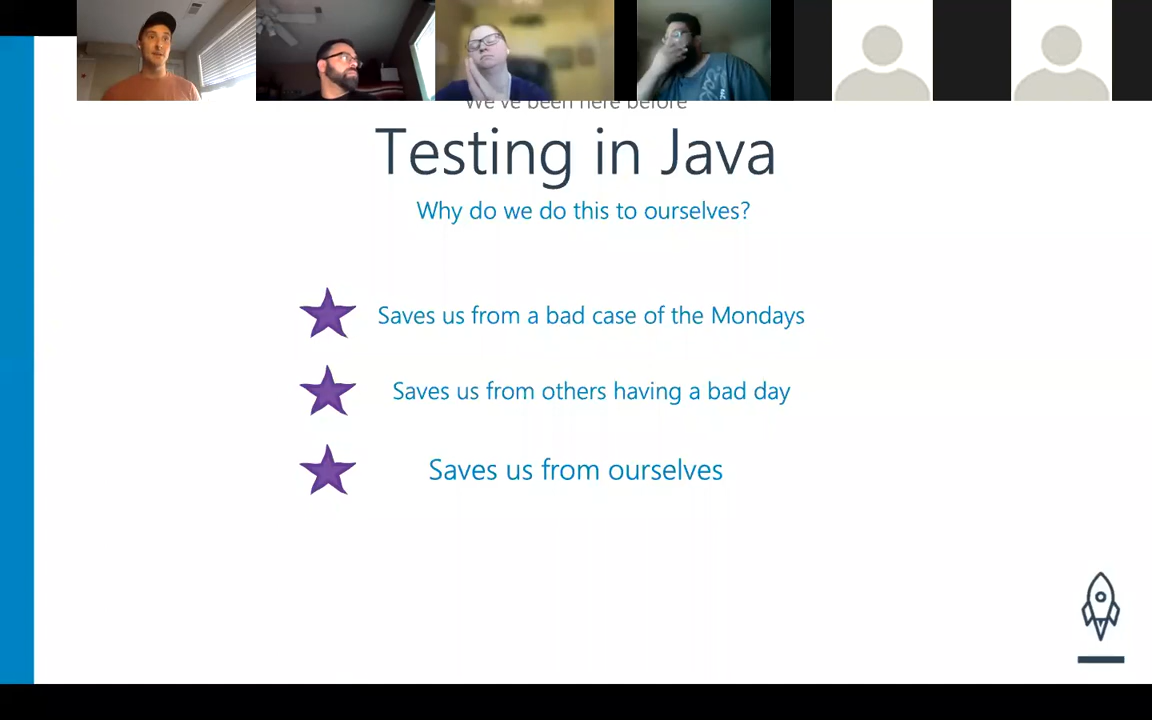 We've been here before
Testing in Java
Why do we do this to ourselves?
Saves us from a bad case of the Mondays
Saves us from others having a bad day
Saves us from ourselves